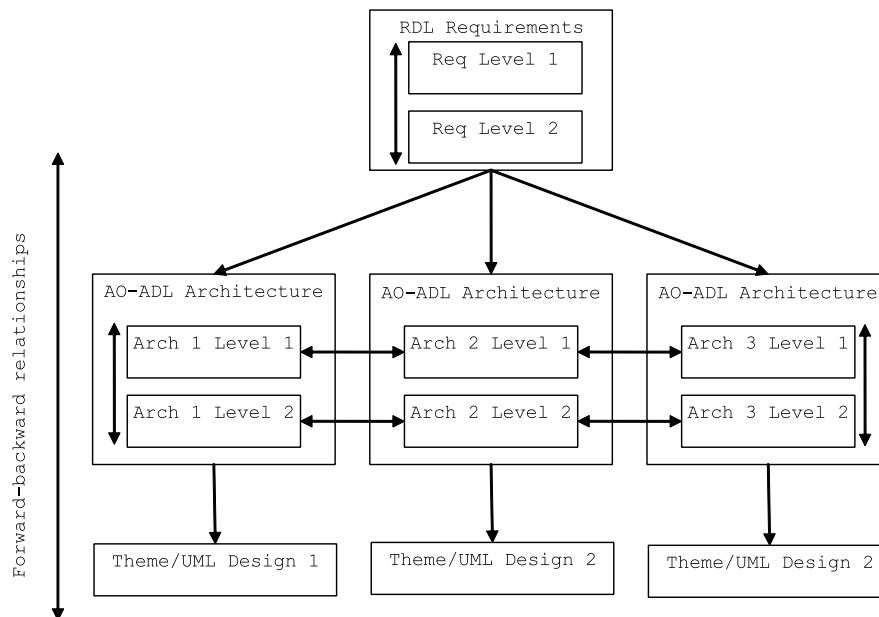 RDL Requirements
Req Level 1
Req Level 2
Forward-backward relationships
AO-ADL Architecture
AO-ADL Architecture
AO-ADL Architecture
Arch 1 Level 1
Arch 2 Level 1
Arch 3 Level 1
Arch 1 Level 2
Arch 2 Level 2
Arch 3 Level 2
Theme/UML Design 1
Theme/UML Design 2
Theme/UML Design 2